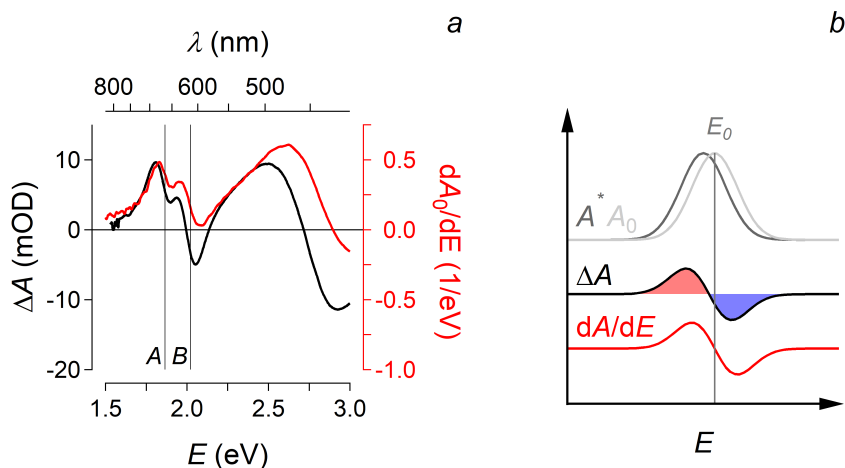 a
λ (nm)
800 600 500
10
0
-10
-20
ΔA (mOD)
A B
0.5
0.0
-0.5
-1.0
dA₀/dE (1/eV)
1.5 2.0 2.5 3.0
E (eV)
b
E₀
A* A₀
ΔA
dA/dE
E